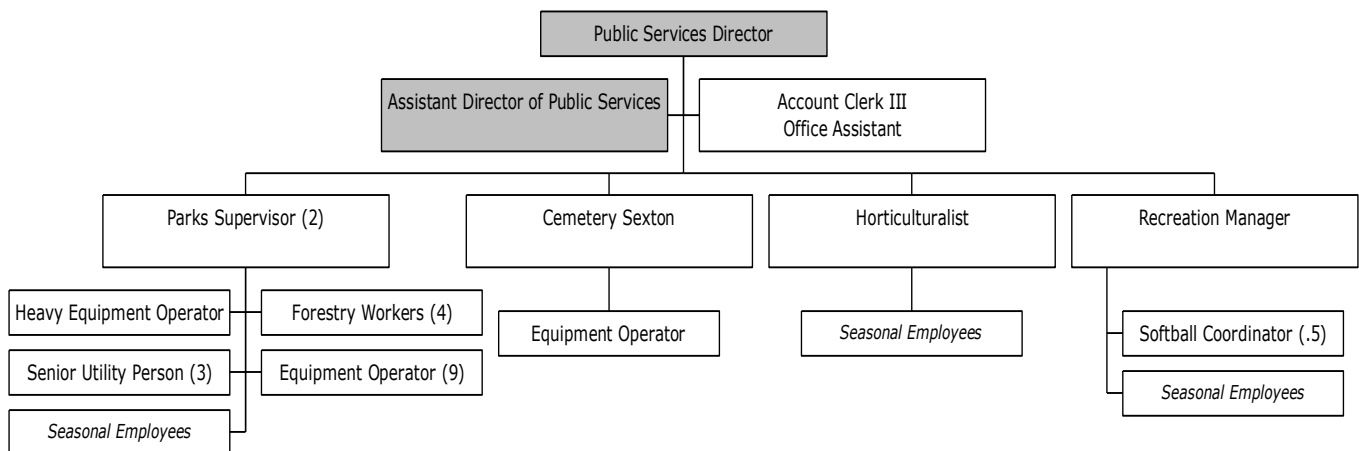 Public Services Director
Assistant Director of Public Services
Account Clerk III
Office Assistant
Parks Supervisor (2)
Cemetery Sexton
Horticulturalist
Recreation Manager
Heavy Equipment Operator
Forestry Workers (4)
Equipment Operator
Seasonal Employees
Softball Coordinator (.5)
Senior Utility Person (3)
Equipment Operator (9)
Seasonal Employees
Seasonal Employees